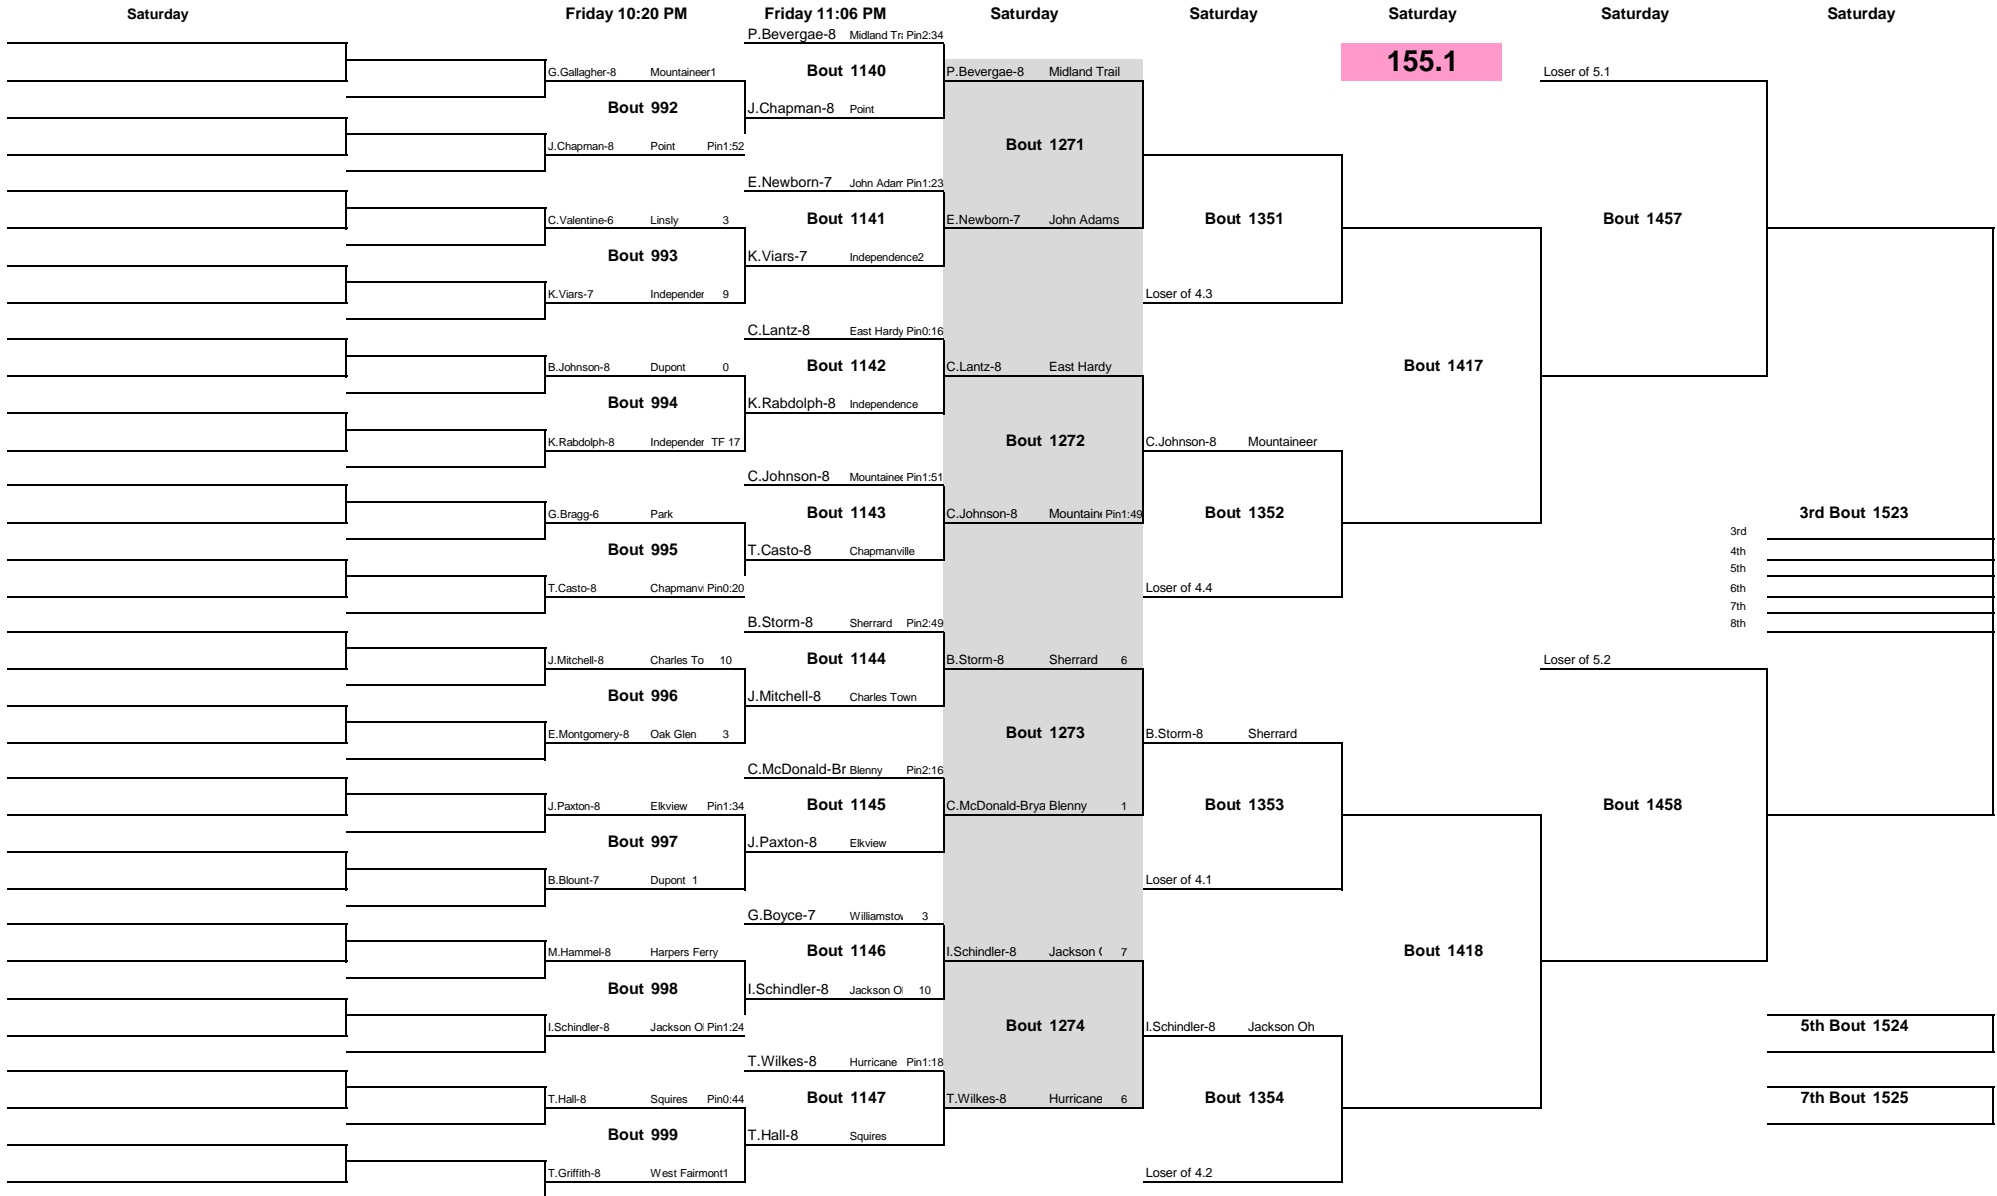 Saturday Friday 10:20 PM Friday 11:06 PM Saturday Saturday Saturday Saturday Saturday
P.Bevergae-8 Midland Tr Pin2:34
155.1
G.Gallagher-8 Mountaineer1 Bout 1140 P.Bevergae-8 Midland Trail Loser of 5.1
Bout 992 J.Chapman-8 Point
J.Chapman-8 Point Pin1:52 Bout 1271
E.Newborn-7 John Adam Pin1:23
C.Valentine-6 Linsly 3 Bout 1141 E.Newborn-7 John Adams Bout 1351 Bout 1457
Bout 993 K.Viars-7 Independence2
K.Viars-7 Independer 9 Loser of 4.3
C.Lantz-8 East Hardy Pin0:16
B.Johnson-8 Dupont 0 Bout 1142 C.Lantz-8 East Hardy Bout 1417
Bout 994 K.Rabdolph-8 Independence
K.Rabdolph-8 Independer TF 17 Bout 1272 C.Johnson-8 Mountaineer
C.Johnson-8 Mountainee Pin1:51
G.Bragg-6 Park Bout 1143 C.Johnson-8 Mountaine Pin1:49 Bout 1352 3rd Bout 1523
3rd
Bout 995 T.Casto-8 Chapmanville 4th
5th
T.Casto-8 Chapmanvi Pin0:20 Loser of 4.4 6th
7th
B.Storm-8 Sherrard Pin2:49 8th
J.Mitchell-8 Charles To 10 Bout 1144 B.Storm-8 Sherrard 6 Loser of 5.2
Bout 996 J.Mitchell-8 Charles Town
E.Montgomery-8 Oak Glen 3 Bout 1273 B.Storm-8 Sherrard
C.McDonald-Br Blenny Pin2:16
J.Paxton-8 Elkview Pin1:34 Bout 1145 C.McDonald-Brya Blenny 1 Bout 1353 Bout 1458
Bout 997 J.Paxton-8 Elkview
B.Blount-7 Dupont 1 Loser of 4.1
G.Boyce-7 Williamstow 3
M.Hammel-8 Harpers Ferry Bout 1146 I.Schindler-8 Jackson O 7 Bout 1418
Bout 998 I.Schindler-8 Jackson O 10
I.Schindler-8 Jackson O Pin1:24 Bout 1274 I.Schindler-8 Jackson Oh 5th Bout 1524
T.Wilkes-8 Hurricane Pin1:18
T.Hall-8 Squires Pin0:44 Bout 1147 T.Wilkes-8 Hurricane 6 Bout 1354 7th Bout 1525
Bout 999 T.Hall-8 Squires
T.Griffith-8 West Fairmont1 Loser of 4.2